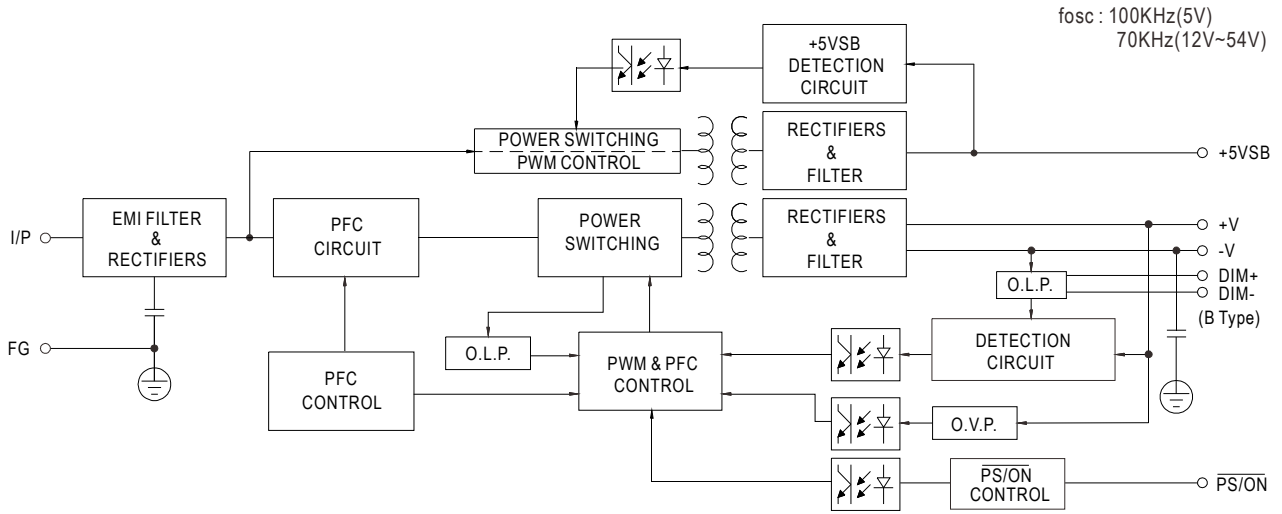 fosc : 100KHz(5V)
70KHz(12V~54V)
+5VSB
DETECTION
CIRCUIT
POWER SWITCHING
PWM CONTROL
RECTIFIERS
&
FILTER
+5VSB
I/P
EMI FILTER
&
RECTIFIERS
PFC
CIRCUIT
POWER
SWITCHING
RECTIFIERS
&
FILTER
+V
-V
DIM+
DIM-
(B Type)
O.L.P.
FG
O.L.P.
PFC
CONTROL
PWM & PFC
CONTROL
DETECTION
CIRCUIT
O.V.P.
PS/ON
CONTROL
PS/ON